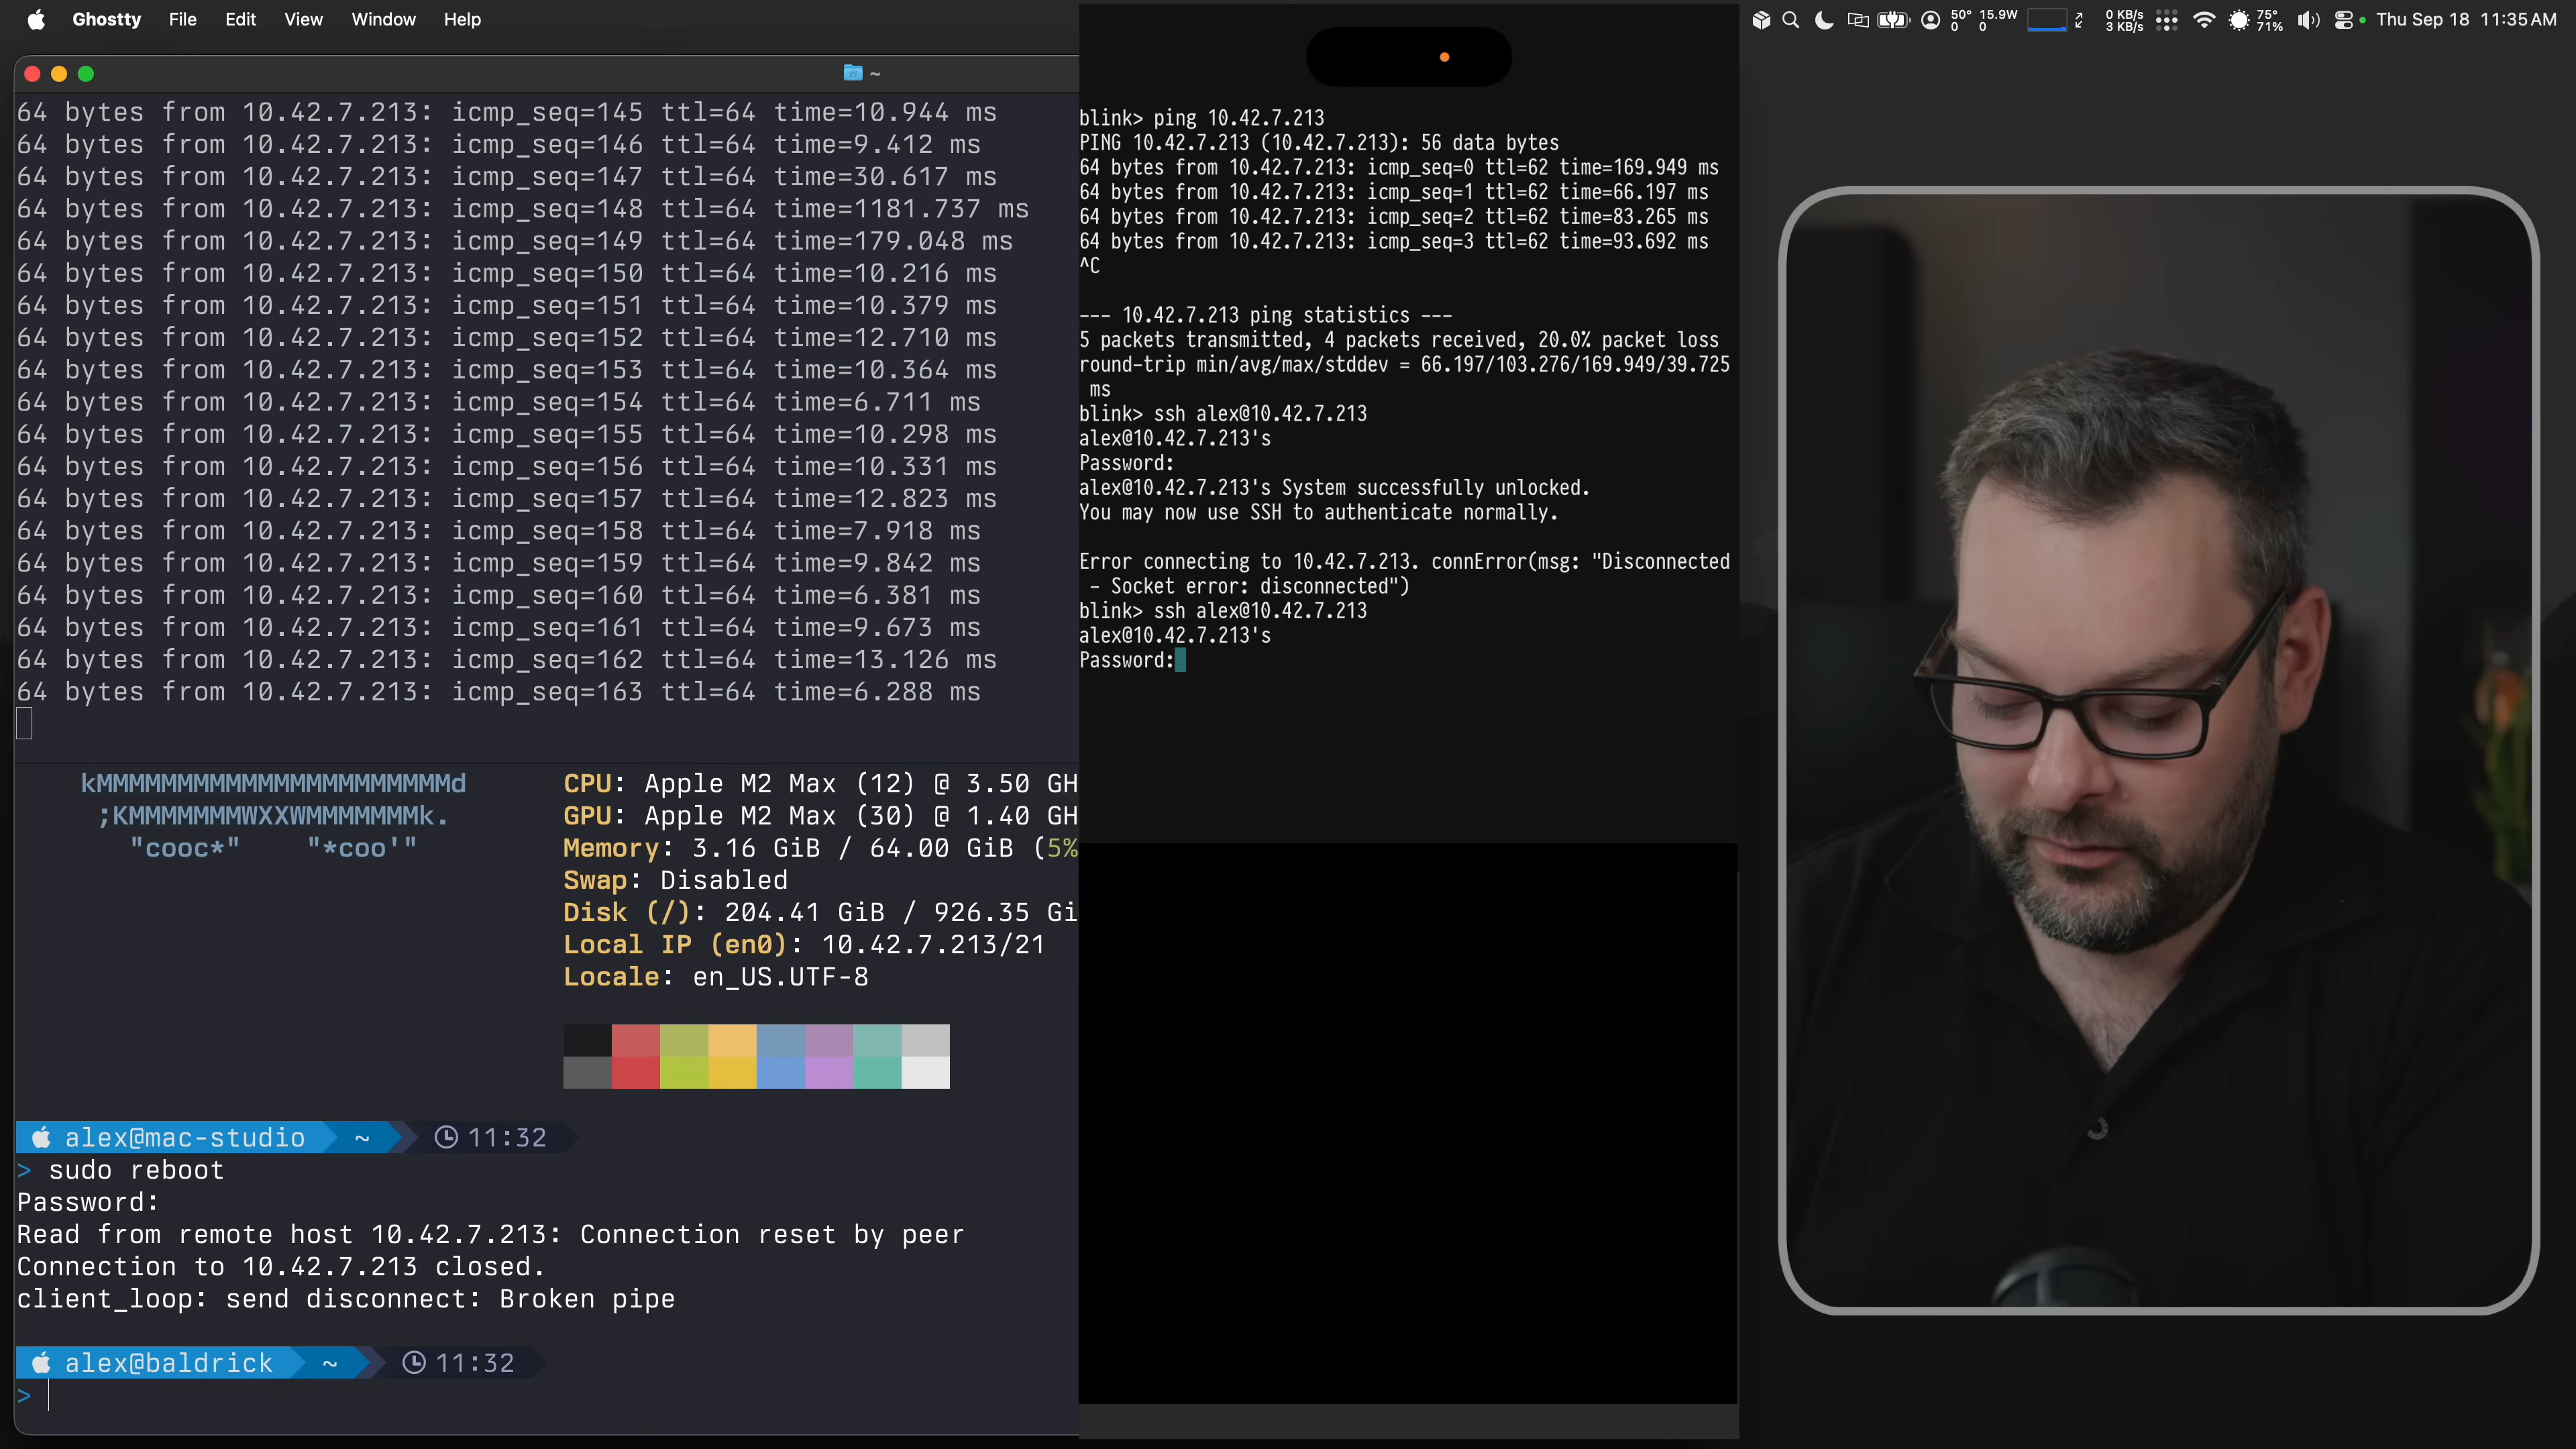 Ghostty File Edit View Window Help
50° 15.9W 0 KB/s 75° Thu Sep 18 11:35 AM
0 0 3 KB/s 71%
~
64 bytes from 10.42.7.213: icmp_seq=145 ttl=64 time=10.944 ms
64 bytes from 10.42.7.213: icmp_seq=146 ttl=64 time=9.412 ms
64 bytes from 10.42.7.213: icmp_seq=147 ttl=64 time=30.617 ms
64 bytes from 10.42.7.213: icmp_seq=148 ttl=64 time=1181.737 ms
64 bytes from 10.42.7.213: icmp_seq=149 ttl=64 time=179.048 ms
64 bytes from 10.42.7.213: icmp_seq=150 ttl=64 time=10.216 ms
64 bytes from 10.42.7.213: icmp_seq=151 ttl=64 time=10.379 ms
64 bytes from 10.42.7.213: icmp_seq=152 ttl=64 time=12.710 ms
64 bytes from 10.42.7.213: icmp_seq=153 ttl=64 time=10.364 ms
64 bytes from 10.42.7.213: icmp_seq=154 ttl=64 time=6.711 ms
64 bytes from 10.42.7.213: icmp_seq=155 ttl=64 time=10.298 ms
64 bytes from 10.42.7.213: icmp_seq=156 ttl=64 time=10.331 ms
64 bytes from 10.42.7.213: icmp_seq=157 ttl=64 time=12.823 ms
64 bytes from 10.42.7.213: icmp_seq=158 ttl=64 time=7.918 ms
64 bytes from 10.42.7.213: icmp_seq=159 ttl=64 time=9.842 ms
64 bytes from 10.42.7.213: icmp_seq=160 ttl=64 time=6.381 ms
64 bytes from 10.42.7.213: icmp_seq=161 ttl=64 time=9.673 ms
64 bytes from 10.42.7.213: icmp_seq=162 ttl=64 time=13.126 ms
64 bytes from 10.42.7.213: icmp_seq=163 ttl=64 time=6.288 ms
kMMMMMMMMMMMMMMMMMMMMMMd CPU: Apple M2 Max (12) @ 3.50 GH
;KMMMMMMMWXXWMMMMMMMk. GPU: Apple M2 Max (30) @ 1.40 GH
"cooc*" "*coo'" Memory: 3.16 GiB / 64.00 GiB (5%
Swap: Disabled
Disk (/): 204.41 GiB / 926.35 Gi
Local IP (en0): 10.42.7.213/21
Locale: en_US.UTF-8
alex@mac-studio ~ 11:32
> sudo reboot
Password:
Read from remote host 10.42.7.213: Connection reset by peer
Connection to 10.42.7.213 closed.
client_loop: send disconnect: Broken pipe
alex@baldrick ~ 11:32
>
blink> ping 10.42.7.213
PING 10.42.7.213 (10.42.7.213): 56 data bytes
64 bytes from 10.42.7.213: icmp_seq=0 ttl=62 time=169.949 ms
64 bytes from 10.42.7.213: icmp_seq=1 ttl=62 time=66.197 ms
64 bytes from 10.42.7.213: icmp_seq=2 ttl=62 time=83.265 ms
64 bytes from 10.42.7.213: icmp_seq=3 ttl=62 time=93.692 ms
^C
--- 10.42.7.213 ping statistics ---
5 packets transmitted, 4 packets received, 20.0% packet loss
round-trip min/avg/max/stddev = 66.197/103.276/169.949/39.725
ms
blink> ssh alex@10.42.7.213
alex@10.42.7.213's
Password:
alex@10.42.7.213's System successfully unlocked.
You may now use SSH to authenticate normally.
Error connecting to 10.42.7.213. connError(msg: "Disconnected
- Socket error: disconnected")
blink> ssh alex@10.42.7.213
alex@10.42.7.213's
Password: